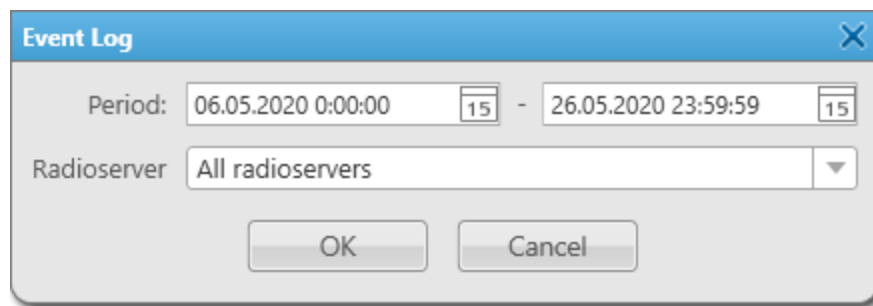 Event Log
Period: 06.05.2020 0:00:00 15 - 26.05.2020 23:59:59 15
Radioserver All radioservers
OK Cancel